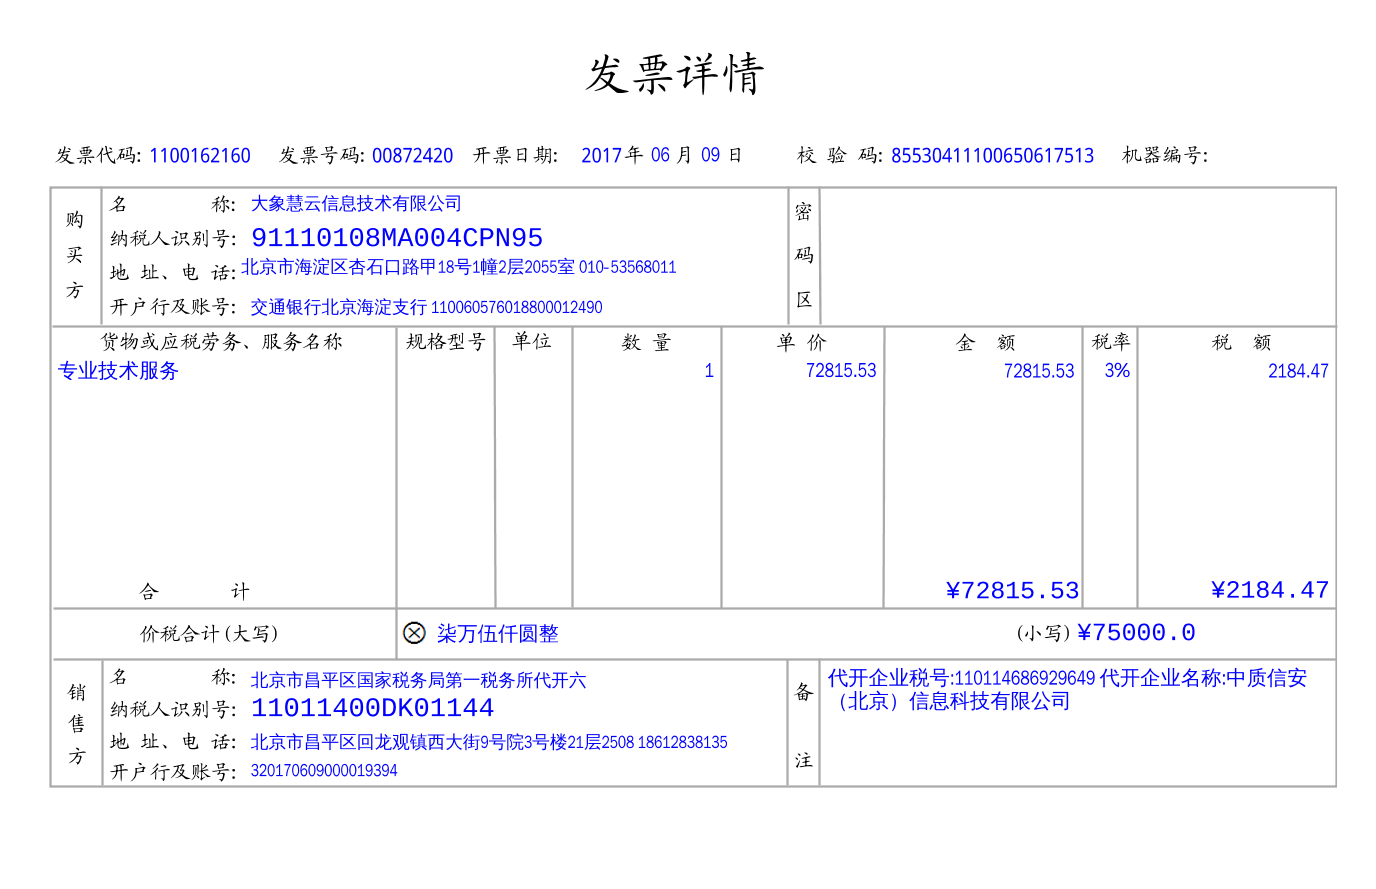 发票详情
发票代码: 1100162160 发票号码: 00872420 开票日期: 2017 年 06 月 09 日 校 验 码: 85530411100650617513 机器编号:
购买方
名 称: 大象慧云信息技术有限公司
纳税人识别号: 91110108MA004CPN95
地 址、电 话: 北京市海淀区杏石口路甲18号1幢2层2055室 010-53568011
开户行及账号: 交通银行北京海淀支行 110060576018800012490
密码区
货物或应税劳务、服务名称 规格型号 单位 数 量 单 价 金 额 税率 税 额
专业技术服务 1 72815.53 72815.53 3% 2184.47
合 计 ¥72815.53 ¥2184.47
价税合计(大写) ⊗ 柒万伍仟圆整 (小写) ¥75000.0
销售方
名 称: 北京市昌平区国家税务局第一税务所代开六
纳税人识别号: 11011400DK01144
地 址、电 话: 北京市昌平区回龙观镇西大街9号院3号楼21层2508 18612838135
开户行及账号: 320170609000019394
备注
代开企业税号:110114686929649 代开企业名称:中质信安
（北京）信息科技有限公司